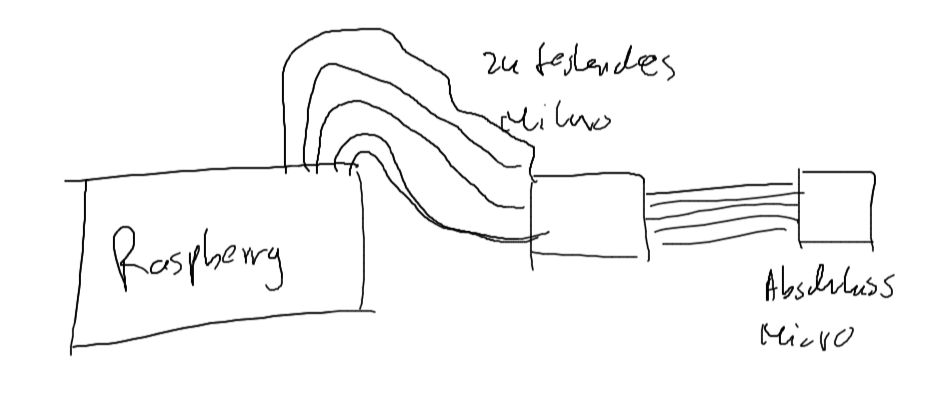 zu testendes
Mikro
Raspberry
Abschluss
Micro